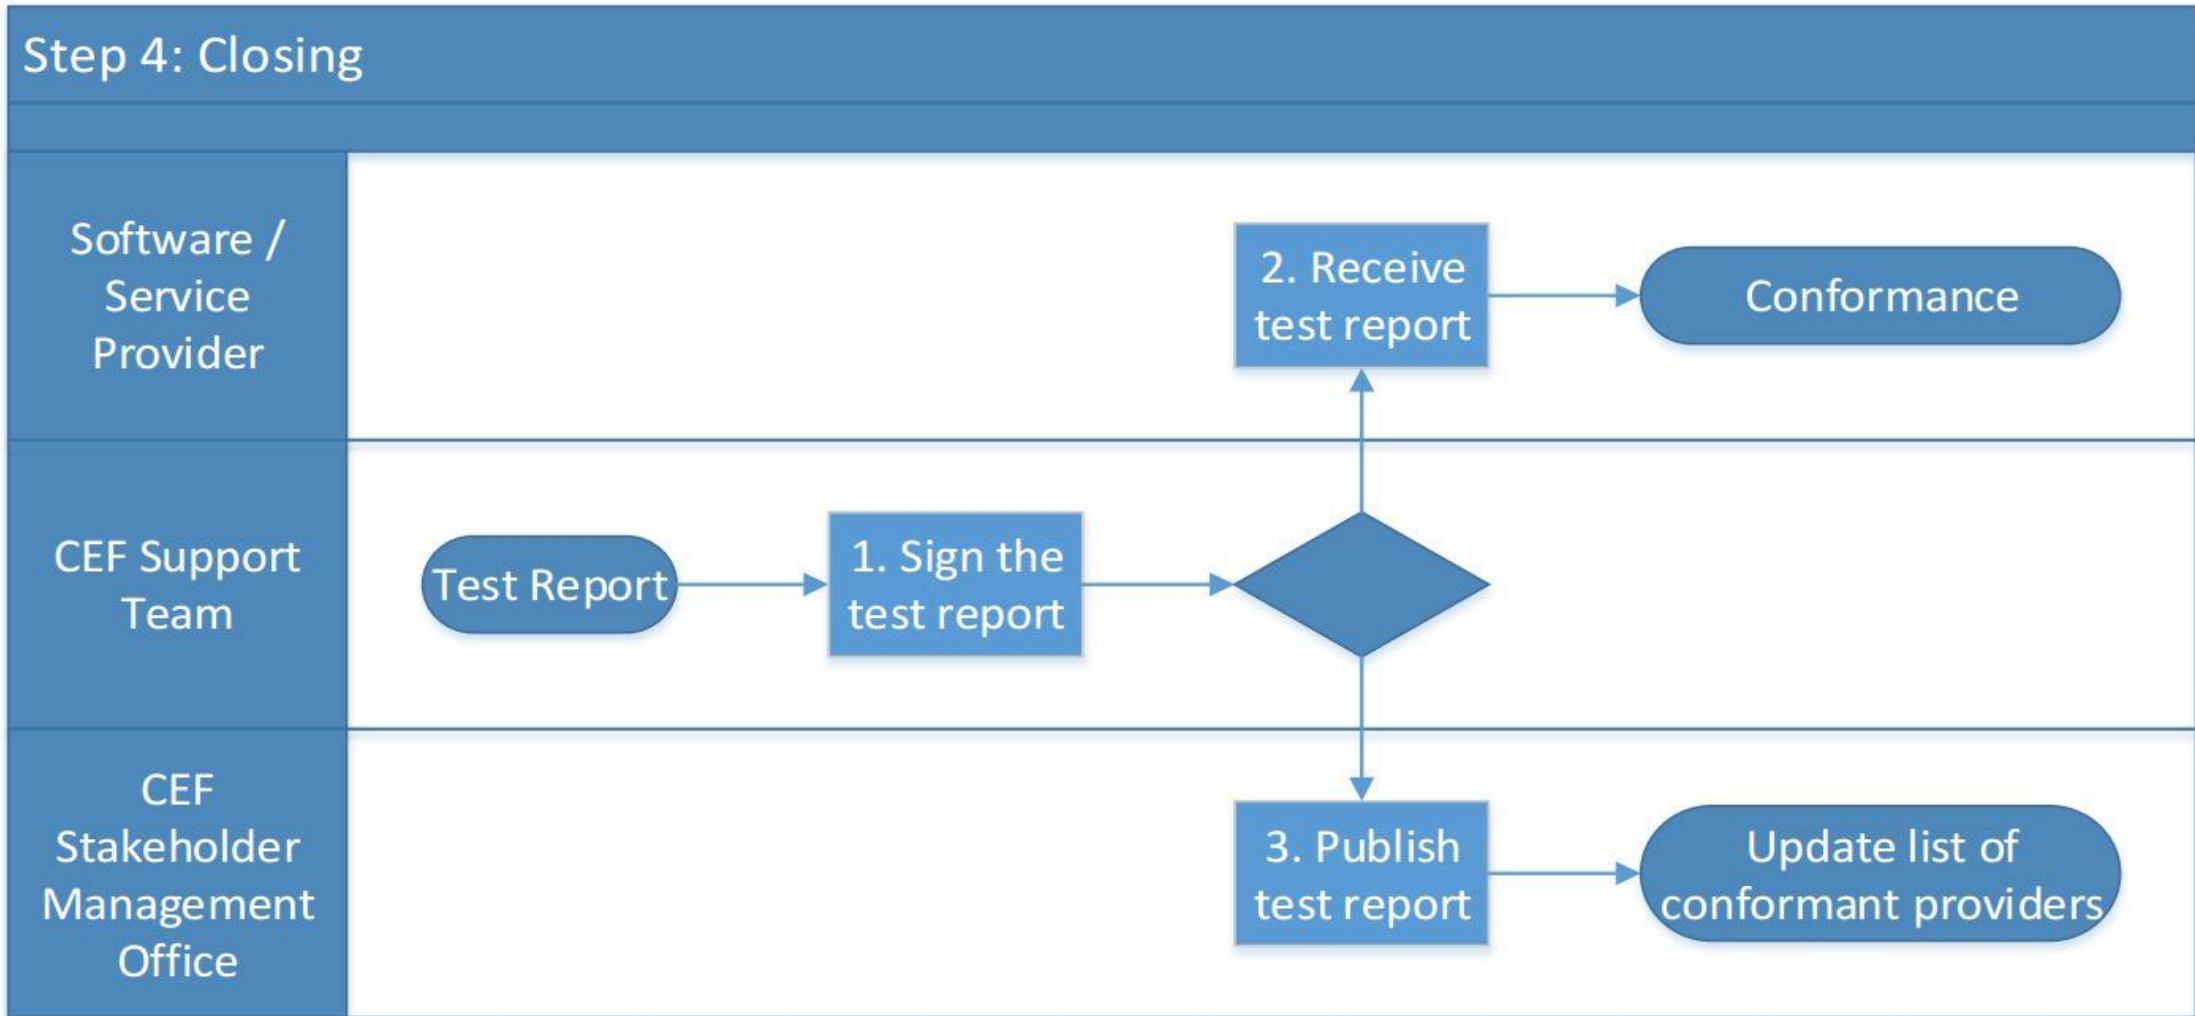 Step 4: Closing
Software /
Service
Provider
2. Receive
test report
Conformance
CEF Support
Team
Test Report
1. Sign the
test report
CEF
Stakeholder
Management
Office
3. Publish
test report
Update list of
conformant providers